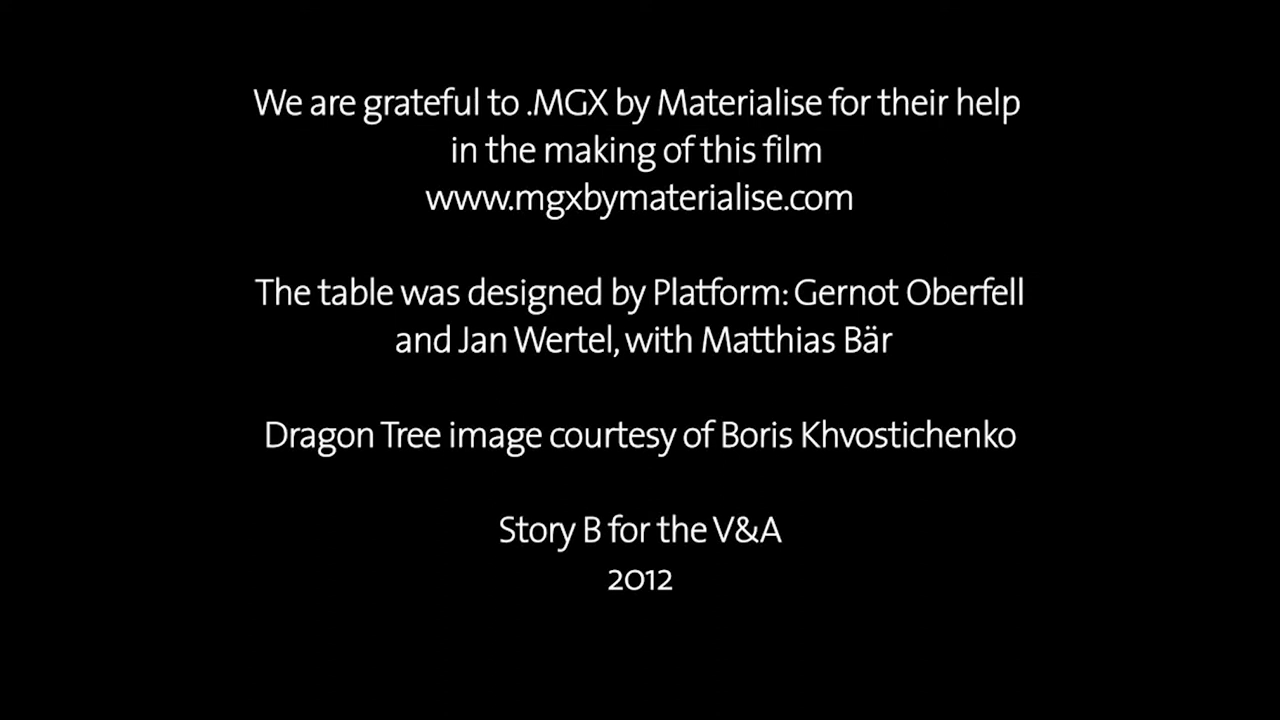 We are grateful to .MGX by Materialise for their help
in the making of this film
www.mgxbymaterialise.com
The table was designed by Platform: Gernot Oberfell
and Jan Wertel, with Matthias Bär
Dragon Tree image courtesy of Boris Khvostichenko
Story B for the V&A
2012